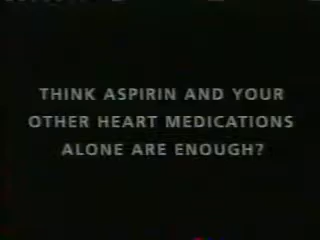 THINK ASPIRIN AND YOUR
OTHER HEART MEDICATIONS
ALONE ARE ENOUGH?